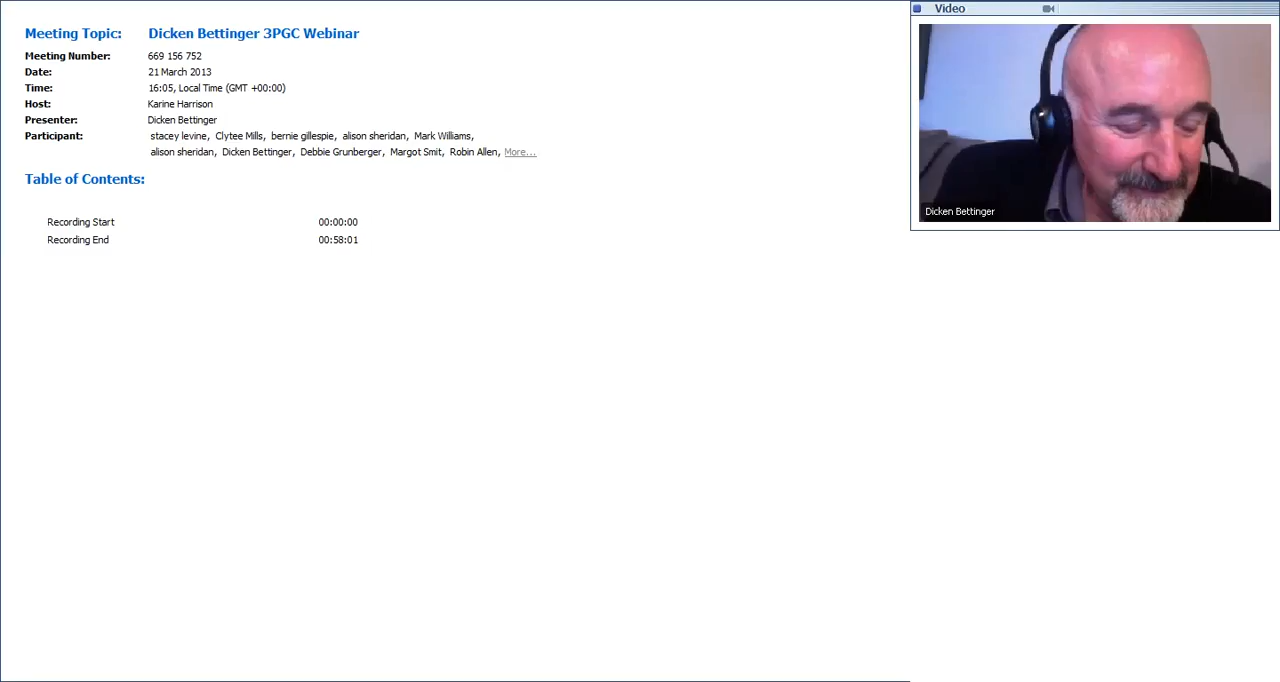 Meeting Topic: Dicken Bettinger 3PGC Webinar
Meeting Number: 669 156 752
Date: 21 March 2013
Time: 16:05, Local Time (GMT +00:00)
Host: Karine Harrison
Presenter: Dicken Bettinger
Participant: stacey levine, Clytee Mills, bernie gillespie, alison sheridan, Mark Williams,
alison sheridan, Dicken Bettinger, Debbie Grunberger, Margot Smit, Robin Allen, More...
Table of Contents:
Recording Start 00:00:00
Recording End 00:58:01
Video
Dicken Bettinger